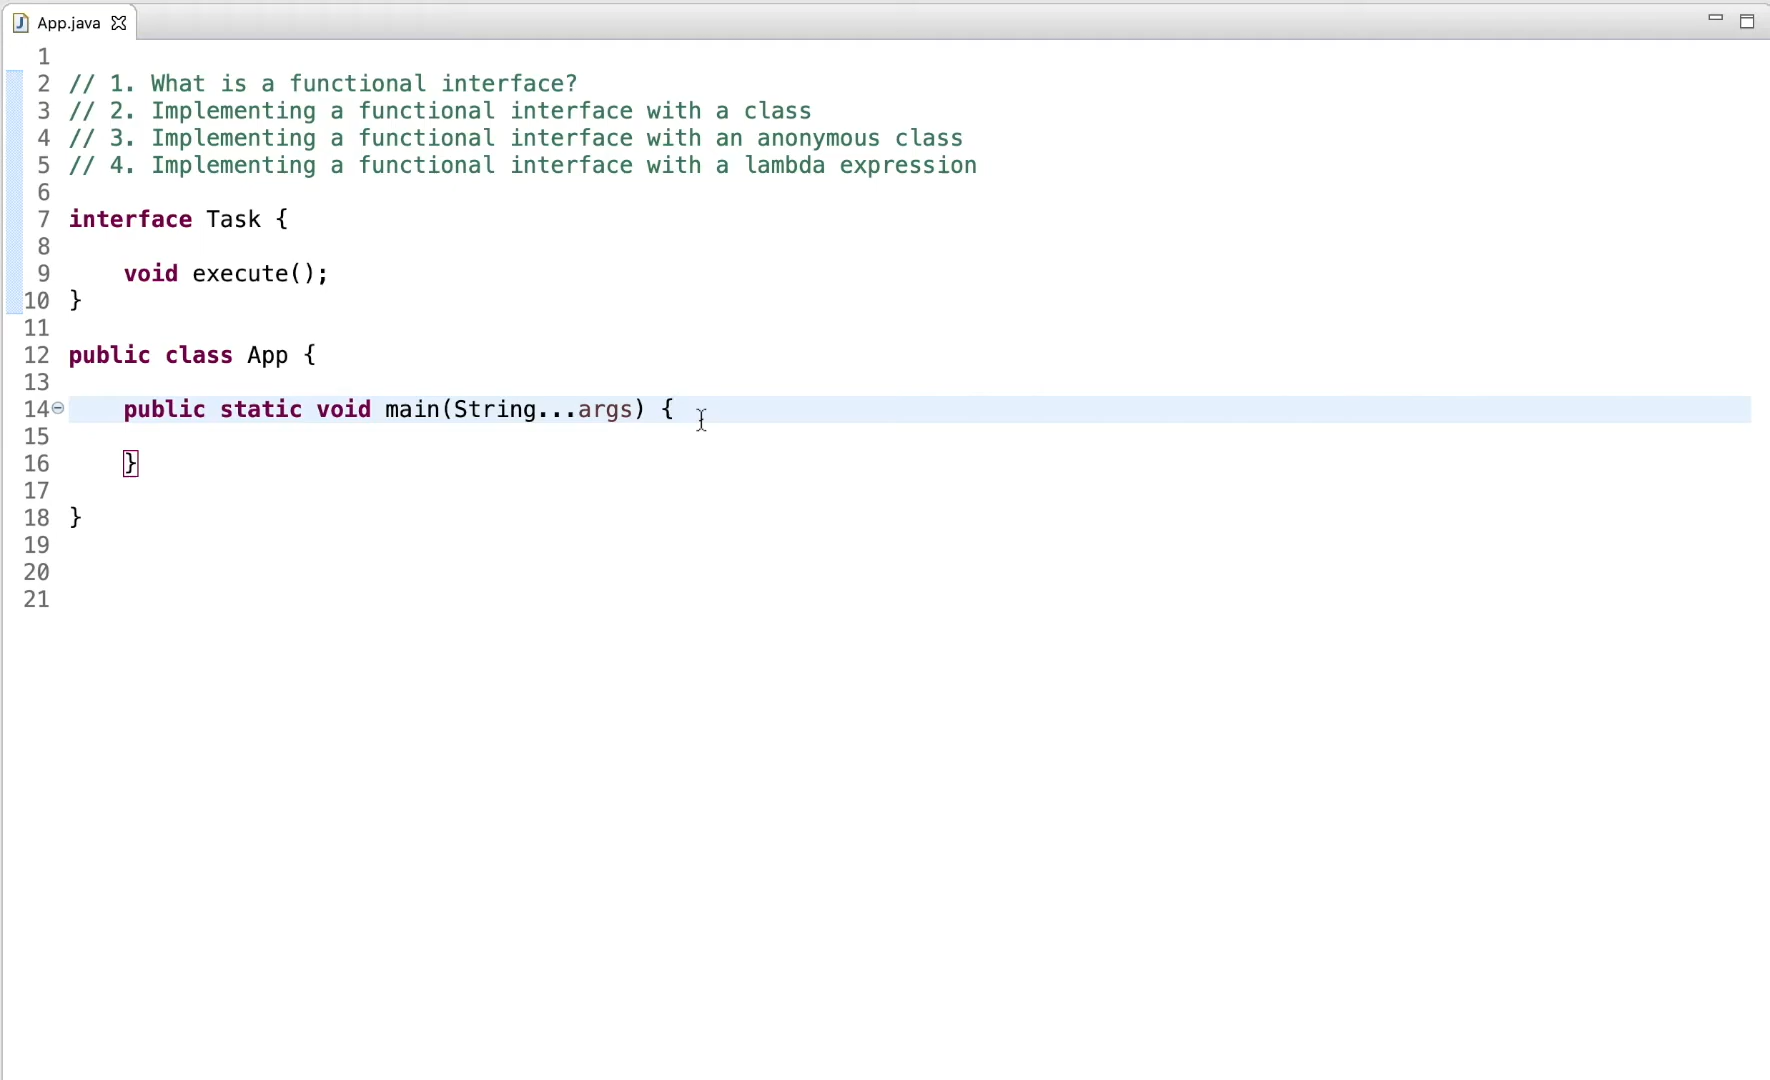 App.java
1
2 // 1. What is a functional interface?
3 // 2. Implementing a functional interface with a class
4 // 3. Implementing a functional interface with an anonymous class
5 // 4. Implementing a functional interface with a lambda expression
6
7 interface Task {
8
9     void execute();
10 }
11
12 public class App {
13
14     public static void main(String...args) {
15
16     }
17
18 }
19
20
21